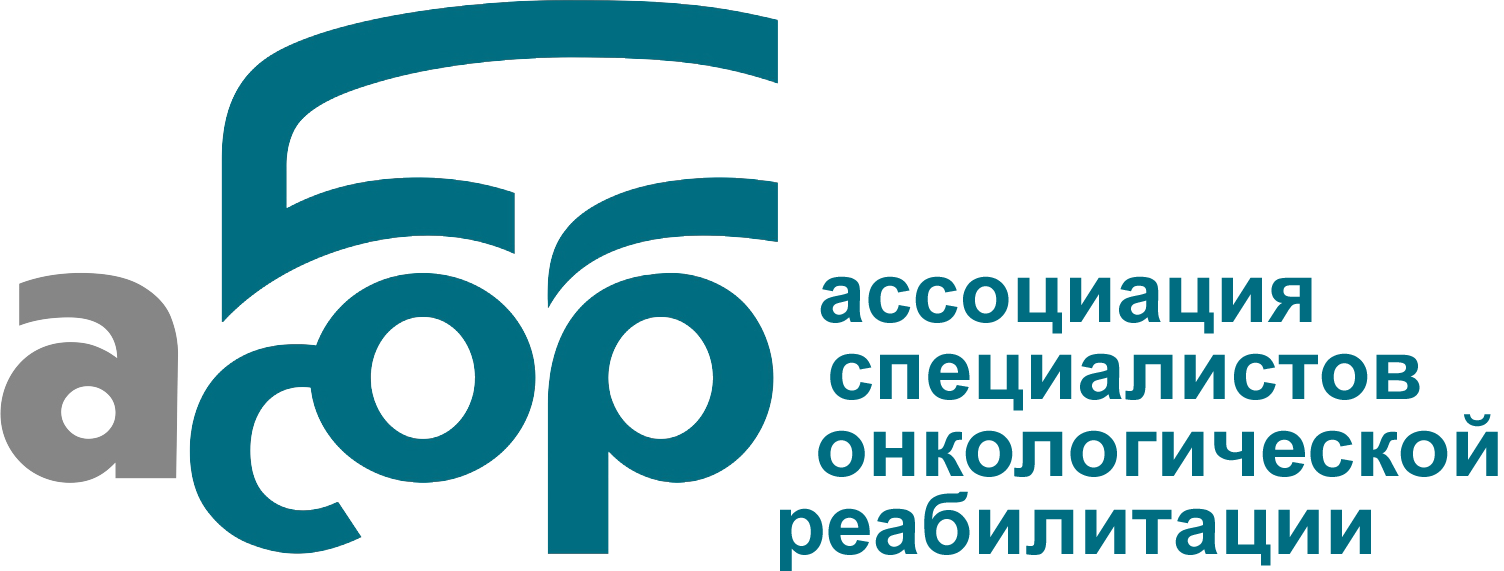 асор
ассоциация
специалистов
онкологической
реабилитации